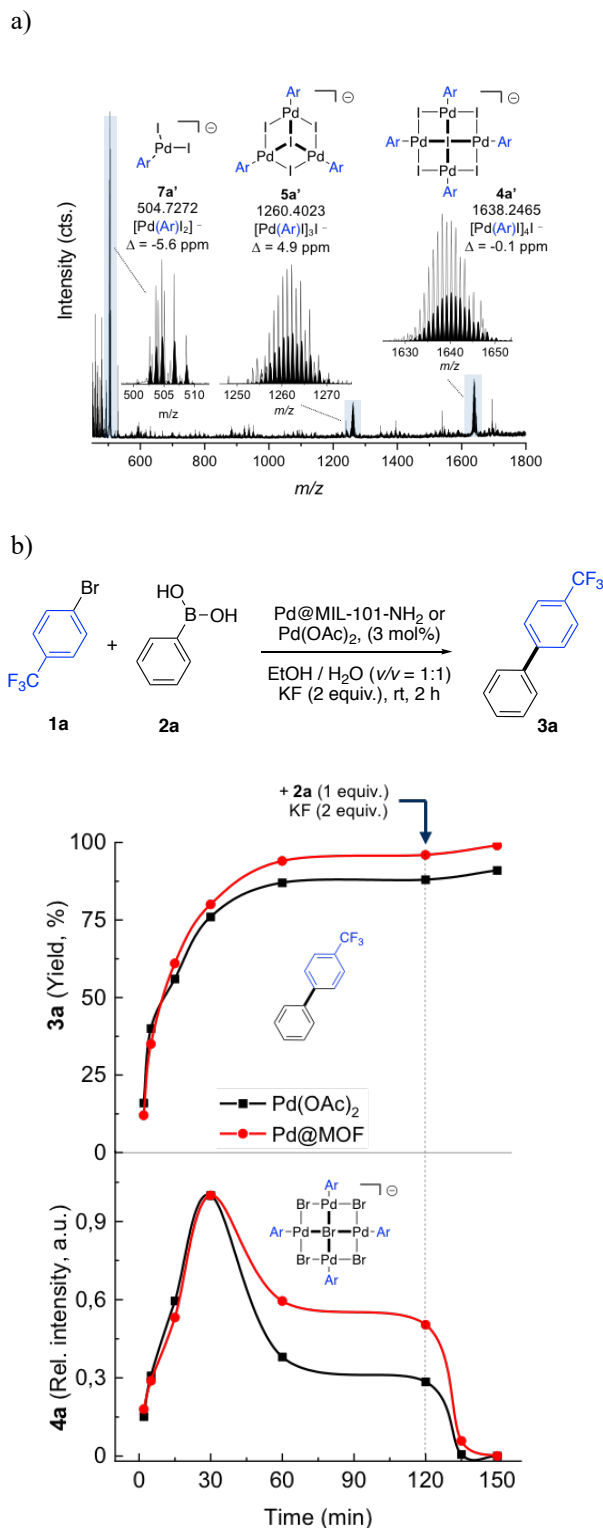 a)
Ar
Pd
I
I
I
Pd
Pd
Ar
Ar
⊖
I
Pd
I
Ar
⊖
Ar
I
Pd
I
Ar
Pd
I
Pd
Ar
I
Pd
I
Ar
⊖
7a'
504.7272
[Pd(Ar)I2]⁻
Δ = -5.6 ppm
5a'
1260.4023
[Pd(Ar)I]3I⁻
Δ 4.9 ppm
4a'
1638.2465
[Pd(Ar)I]4I⁻
Δ = -0.1 ppm
Intensity (cts.)
500 505 510
m/z
1250 1260 1270
m/z
1630 1640 1650
m/z
600 800 1000 1200 1400 1600 1800
m/z
b)
Br
CF3
1a
+
HO
B
OH
2a
Pd@MIL-101-NH2 or
Pd(OAc)2, (3 mol%)
EtOH / H2O (v/v = 1:1)
KF (2 equiv.), rt, 2 h
CF3
3a
+ 2a (1 equiv.)
KF (2 equiv.)
3a (Yield, %)
100
75
50
25
0
CF3
Pd(OAc)2
Pd@MOF
4a (Rel. intensity, a.u.)
0,9
0,6
0,3
0
Ar
⊖
Br
Pd
Br
Ar
Pd
Br
Pd
Ar
Br
Pd
Br
Ar
0 30 60 90 120 150
Time (min)